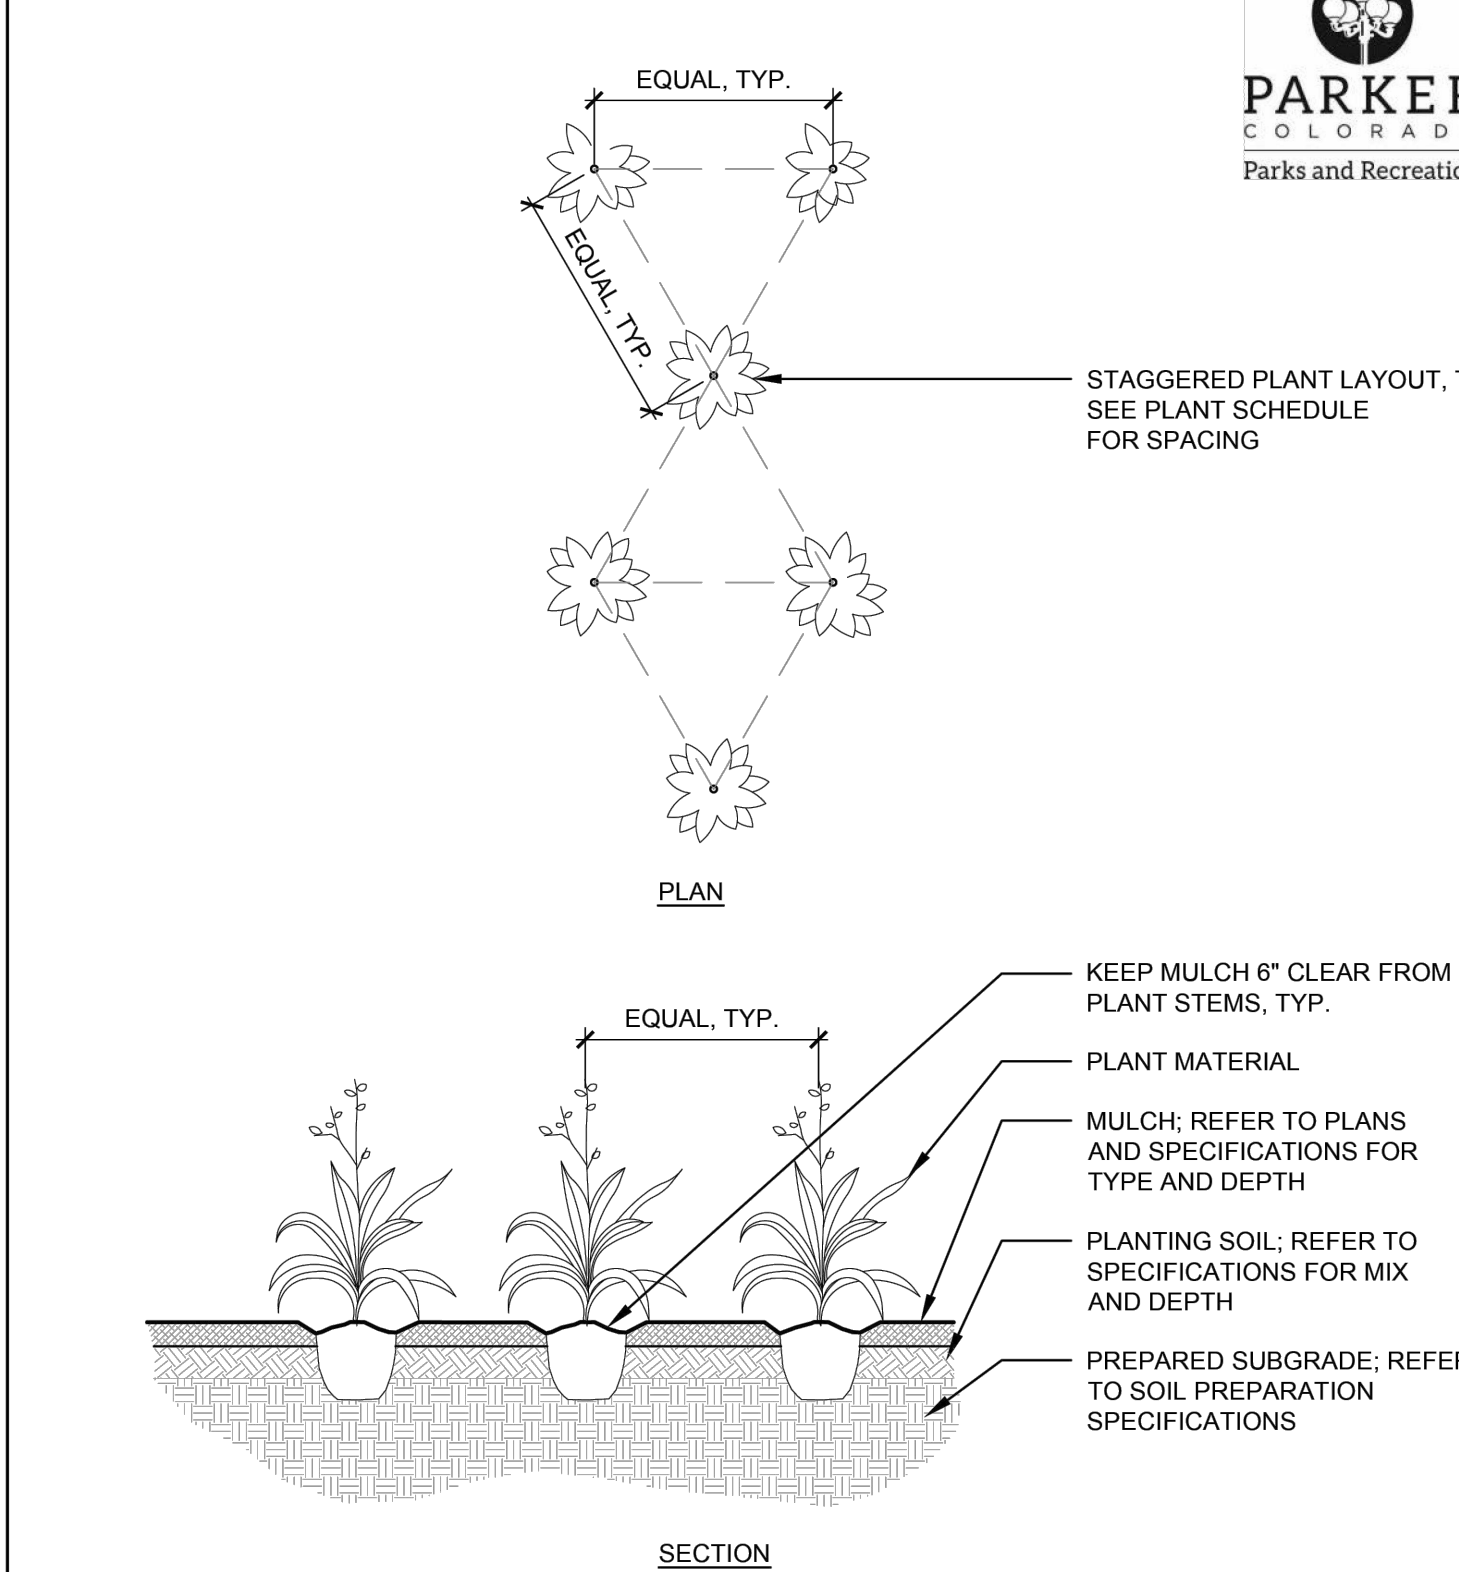 PARKER
COLORAD
Parks and Recreatio
EQUAL, TYP.
EQUAL, TYP.
STAGGERED PLANT LAYOUT,
SEE PLANT SCHEDULE
FOR SPACING
PLAN
KEEP MULCH 6" CLEAR FROM
PLANT STEMS, TYP.
EQUAL, TYP.
PLANT MATERIAL
MULCH; REFER TO PLANS
AND SPECIFICATIONS FOR
TYPE AND DEPTH
PLANTING SOIL; REFER TO
SPECIFICATIONS FOR MIX
AND DEPTH
PREPARED SUBGRADE; REFER
TO SOIL PREPARATION
SPECIFICATIONS
SECTION